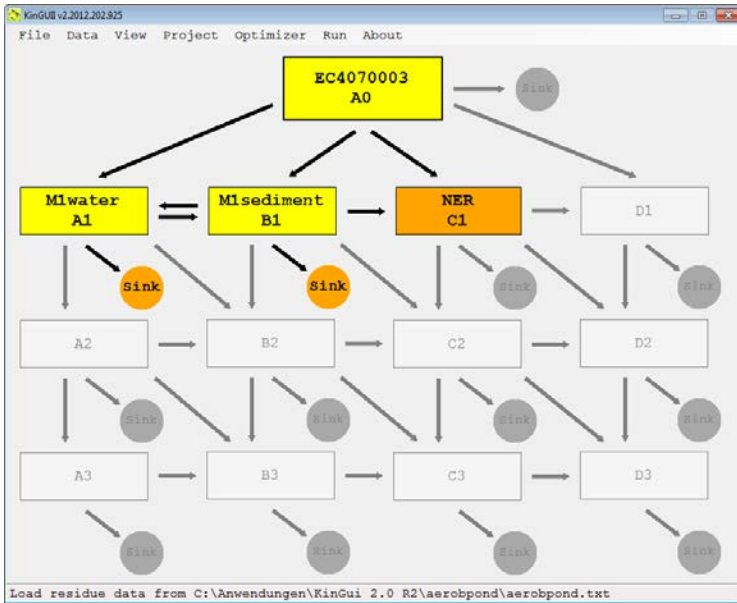 KinGUII v2.2012.202.925
File Data View Project Optimizer Run About
EC4070003
A0
Sink
M1water
A1
M1sediment
B1
NER
C1
D1
Sink
Sink
Sink
Sink
A2
B2
C2
D2
Sink
Sink
Sink
Sink
A3
B3
C3
D3
Sink
Sink
Sink
Sink
Load residue data from C:\Anwendungen\KinGui 2.0 R2\aerobpond\aerobpond.txt